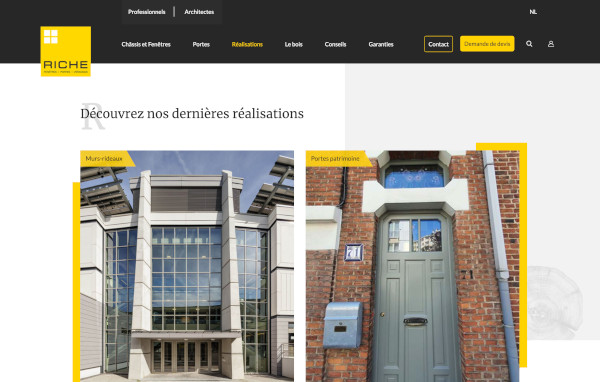 Professionnels
Architectes
NL
Châssis et Fenêtres
Portes
Réalisations
Le bois
Conseils
Garanties
Contact
Demande de devis
RICHE
R
Découvrez nos dernières réalisations
Murs-rideaux
Portes patrimoine
71
71